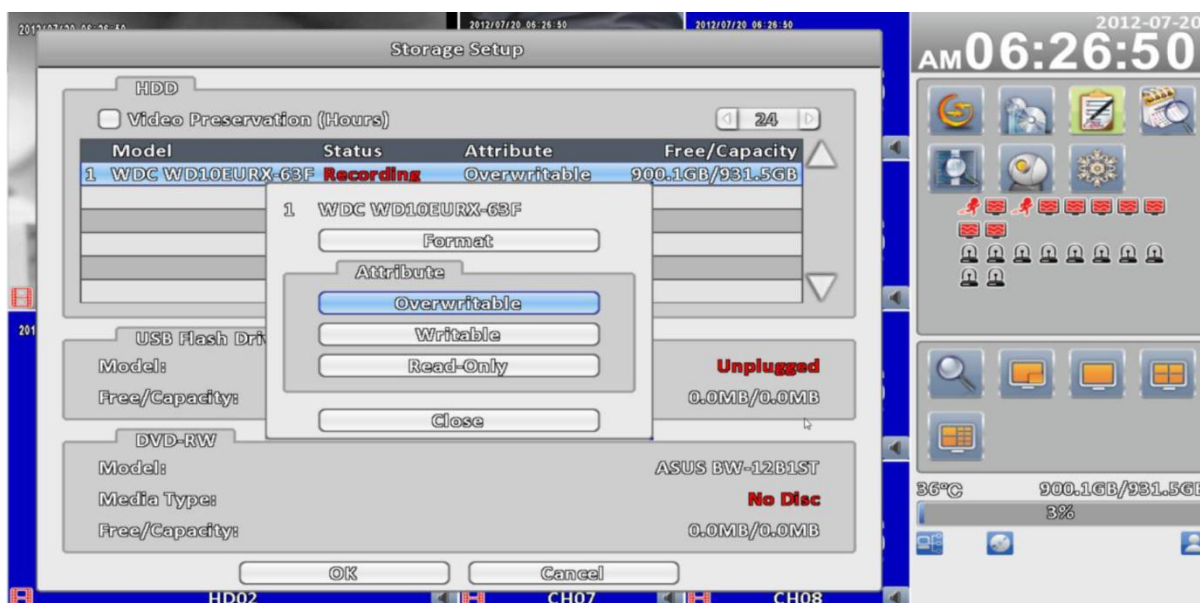 2012/07/20 06:26:50
2012/07/20 06:26:50
2012-07-20
AM 06:26:50
Storage Setup
HDD
Video Preservation (Hours)
24
Model Status Attribute Free/Capacity
1 WDC WD10EURX-63F Recording Overwritable 900.1GB/931.5GB
1 WDC WD10EURX-63F
Format
Attribute
Overwritable
Writable
Read-Only
Close
201
USB Flash
Model: Unplugged
Free/Capacity: 0.0MB/0.0MB
DVD-RW
Model: ASUS BW-12B1ST
Media Type: No Disc
Free/Capacity: 0.0MB/0.0MB
OK Cancel
HD02 CH07 CH08
36°C 900.1GB/931.5GB
3%